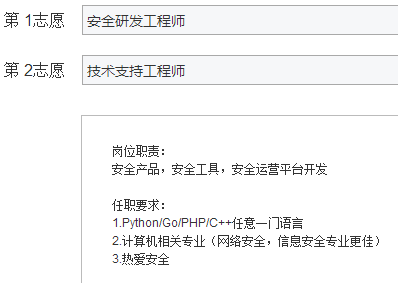 第 1志愿 安全研发工程师
第 2志愿 技术支持工程师
岗位职责：
安全产品，安全工具，安全运营平台开发
任职要求：
1.Python/Go/PHP/C++任意一门语言
2.计算机相关专业（网络安全，信息安全专业更佳）
3.热爱安全